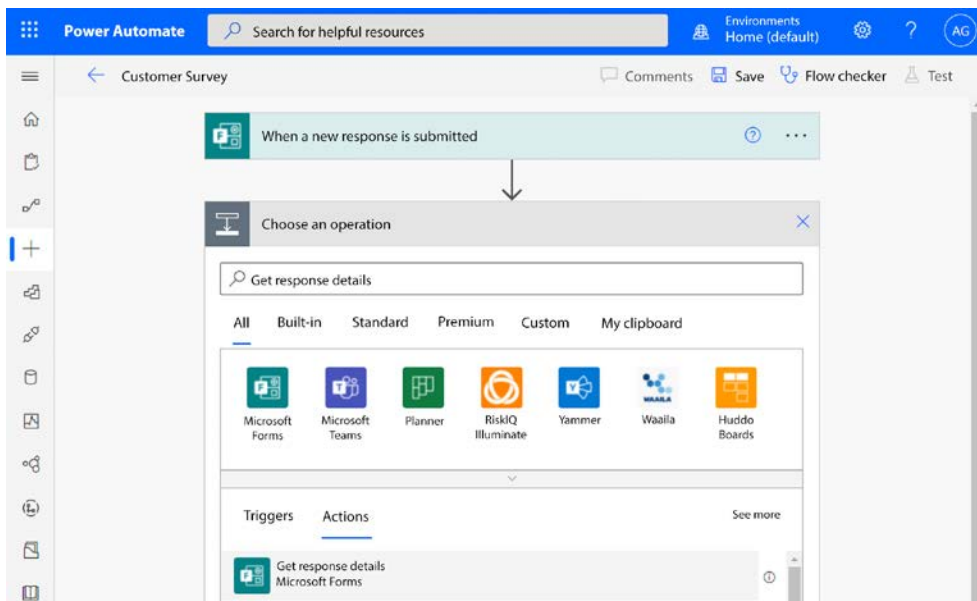 Power Automate
Search for helpful resources
Environments
Home (default)
?
AG
Customer Survey
Comments
Save
Flow checker
Test
When a new response is submitted
?
...
Choose an operation
Get response details
All
Built-in
Standard
Premium
Custom
My clipboard
Microsoft
Forms
Microsoft
Teams
Planner
RiskIQ
Illuminate
Yammer
WAAILA
Waaila
Huddo
Boards
Triggers
Actions
See more
Get response details
Microsoft Forms